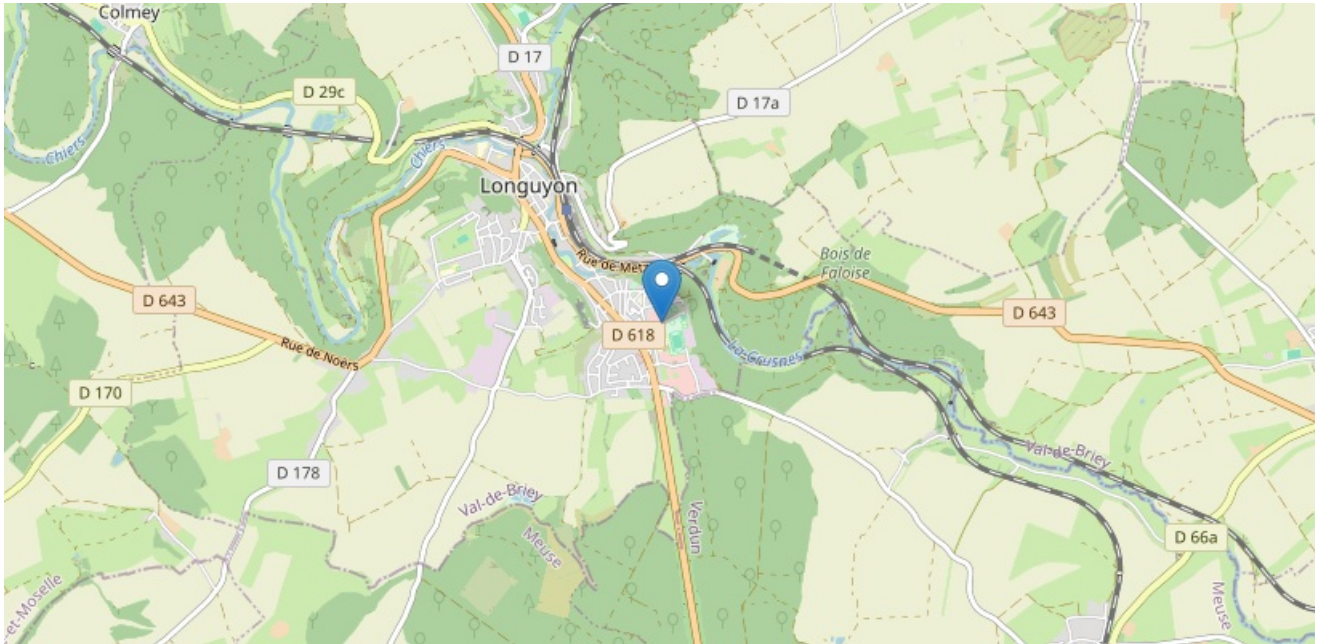 Colmey
D 17
D 29c
D 17a
Chiers
Chiers
Longuyon
Rue de Metz
Bois de
Faloise
D 643
D 643
D 618
Rue de Noërs
La Crusnes
D 170
Val-de-Briey
D 178
Val-de-Briey
Verdun
Meuse
D 66a
et-Moselle
Meuse